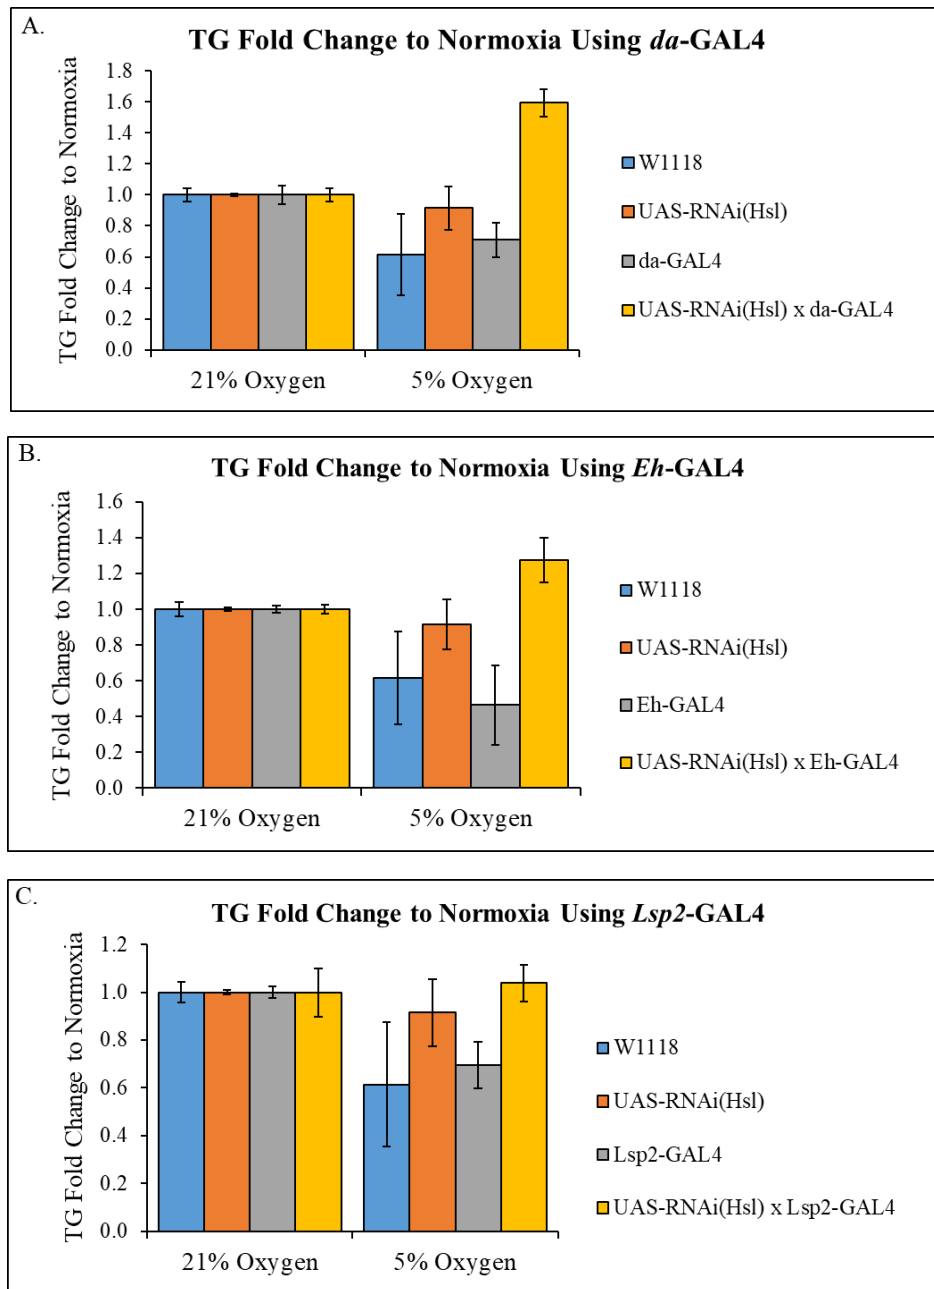 A.
TG Fold Change to Normoxia Using da-GAL4
TG Fold Change to Normoxia
1.8
1.6
1.4
1.2
1.0
0.8
0.6
0.4
0.2
0.0
21% Oxygen
5% Oxygen
W1118
UAS-RNAi(Hsl)
da-GAL4
UAS-RNAi(Hsl) x da-GAL4
B.
TG Fold Change to Normoxia Using Eh-GAL4
TG Fold Change to Normoxia
1.6
1.4
1.2
1.0
0.8
0.6
0.4
0.2
0.0
21% Oxygen
5% Oxygen
W1118
UAS-RNAi(Hsl)
Eh-GAL4
UAS-RNAi(Hsl) x Eh-GAL4
C.
TG Fold Change to Normoxia Using Lsp2-GAL4
TG Fold Change to Normoxia
1.2
1.0
0.8
0.6
0.4
0.2
0.0
21% Oxygen
5% Oxygen
W1118
UAS-RNAi(Hsl)
Lsp2-GAL4
UAS-RNAi(Hsl) x Lsp2-GAL4